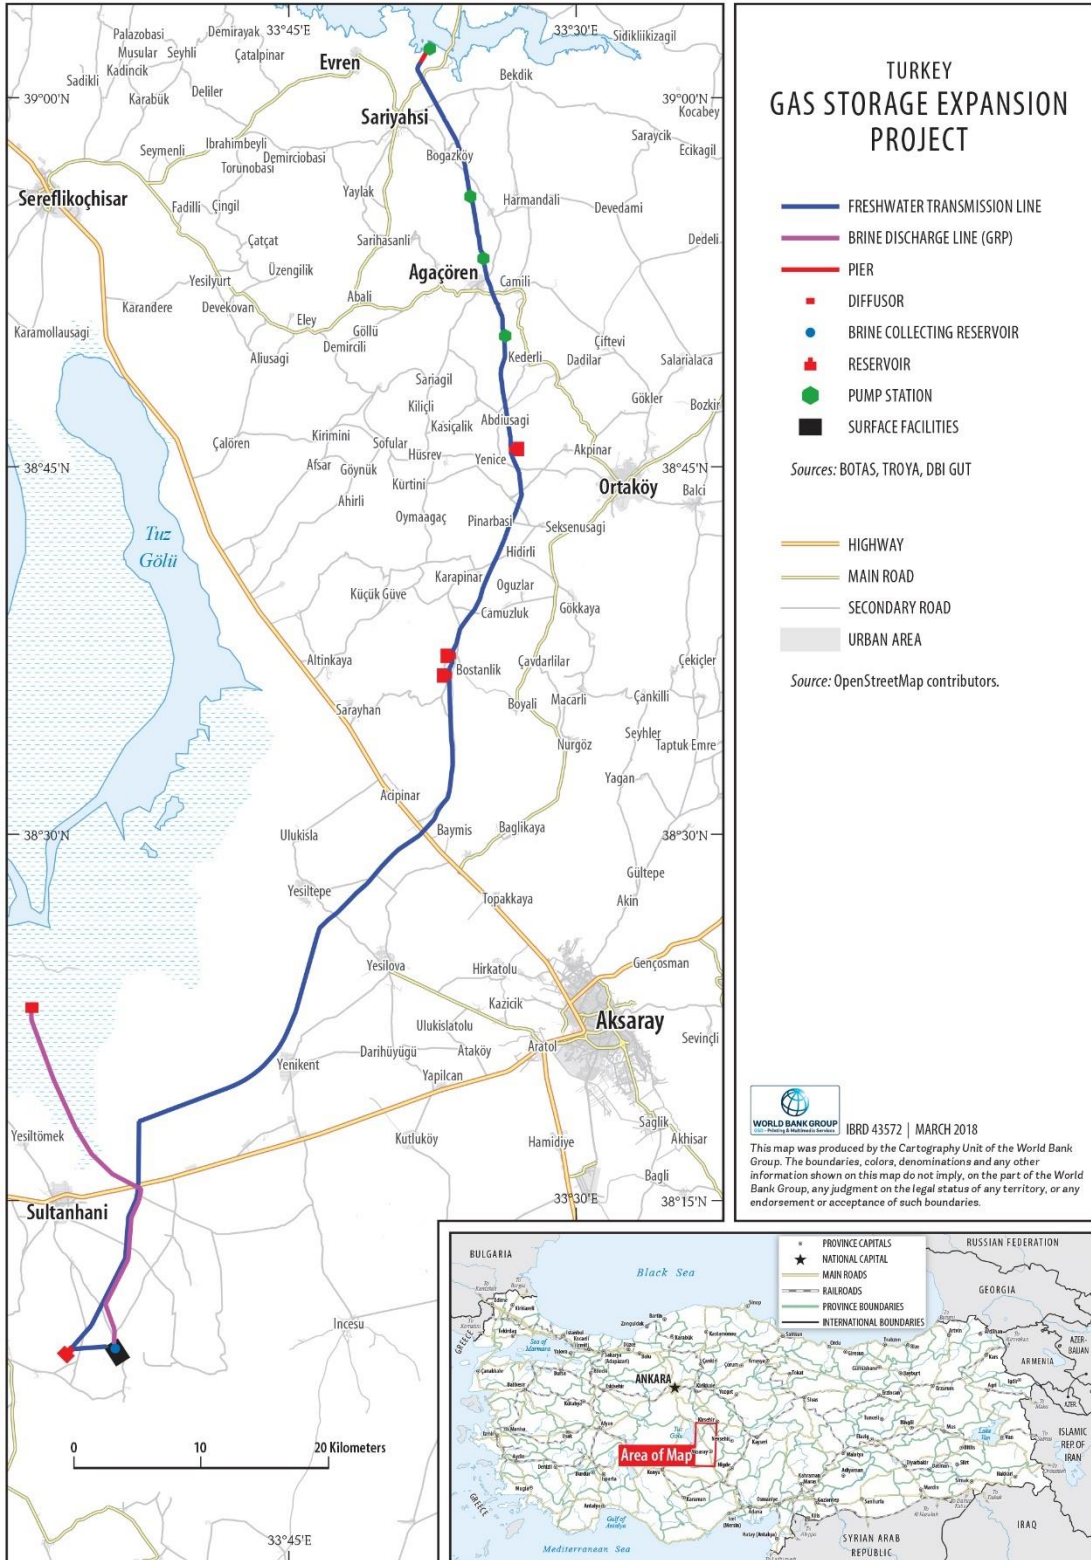 TURKEY
GAS STORAGE EXPANSION
PROJECT
FRESHWATER TRANSMISSION LINE
BRINE DISCHARGE LINE (GRP)
PIER
DIFFUSOR
BRINE COLLECTING RESERVOIR
RESERVOIR
PUMP STATION
SURFACE FACILITIES
Sources: BOTAS, TROYA, DBI GUT
HIGHWAY
MAIN ROAD
SECONDARY ROAD
URBAN AREA
Source: OpenStreetMap contributors.
WORLD BANK GROUP
IBRD 43572 | MARCH 2018
This map was produced by the Cartography Unit of the World Bank
Group. The boundaries, colors, denominations and any other
information shown on this map do not imply, on the part of the World
Bank Group, any judgment on the legal status of any territory, or any
endorsement or acceptance of such boundaries.
33°45'E
33°30'E
Palazobasi
Demirayak
Sidikliikizagil
Musular
Seyhli
Çatalpinar
Kadincik
Evren
Sadikli
Bekdik
Deliler
Karabük
39°00'N
39°00'N
Kocabey
Sariyahsi
Saraycik
Ibrahimbeyli
Ecikagil
Seymenli
Demirciobasi
Bogazköy
Torunobasi
Sereflikoçhisar
Yaylak
Harmandali
Fadilli
Çingil
Devedami
Çatçat
Sarihasanli
Dedeli
Üzengilik
Agaçören
Yesilyurt
Camili
Abali
Karandere
Devekovan
Eley
Karamollausagi
Göllü
Demircili
Çiftevi
Aliusagi
Kederli
Dadilar
Salarialaca
Sariagil
Gökler
Kiliçli
Bozkir
Abdiusagi
Kasiçalik
Kirimini
Çalören
Sofular
Hüsrev
Akpinar
38°45'N
Afsar
Göynük
Yenice
38°45'N
Kurtini
Ortaköy
Balci
Ahirli
Oymaagaç
Pinarbasi
Seksenusagi
Tuz
Gölü
Hidirli
Karapinar
Oguzlar
Küçük Güve
Camuzluk
Gökkaya
Altinkaya
Bostanlik
Çavdarlilar
Çekiçler
Macarli
Çankilli
Sarayhan
Boyali
Seyhler
Nurgöz
Taptuk Emre
Yagan
Acipinar
38°30'N
Ulukisla
Baymis
Baglikaya
38°30'N
Gültepe
Yesiltepe
Topakkaya
Akin
Yesilova
Hirkatolu
Gençosman
Kazicik
Ulukislatolu
Aksaray
Sevinçli
Darihüyügü
Ataköy
Aratol
Yenikent
Yapilcan
Saglik
Yesiltömek
Kutluköy
Hamidiye
Akhisar
Bagli
33°30'E
38°15'N
Sultanhani
Incesu
0 10 20 Kilometers
33°45'E
PROVINCE CAPITALS
NATIONAL CAPITAL
MAIN ROADS
RAILROADS
PROVINCE BOUNDARIES
INTERNATIONAL BOUNDARIES
BULGARIA
RUSSIAN FEDERATION
Black Sea
GEORGIA
GREECE
Sea of
Marmara
AZER-
BAIJAN
ARMENIA
ANKARA
AZER.
Area of Map
ISLAMIC
REP. OF
IRAN
GREECE
Gulf of
Antalya
IRAQ
SYRIAN ARAB
REPUBLIC
Mediterranean Sea